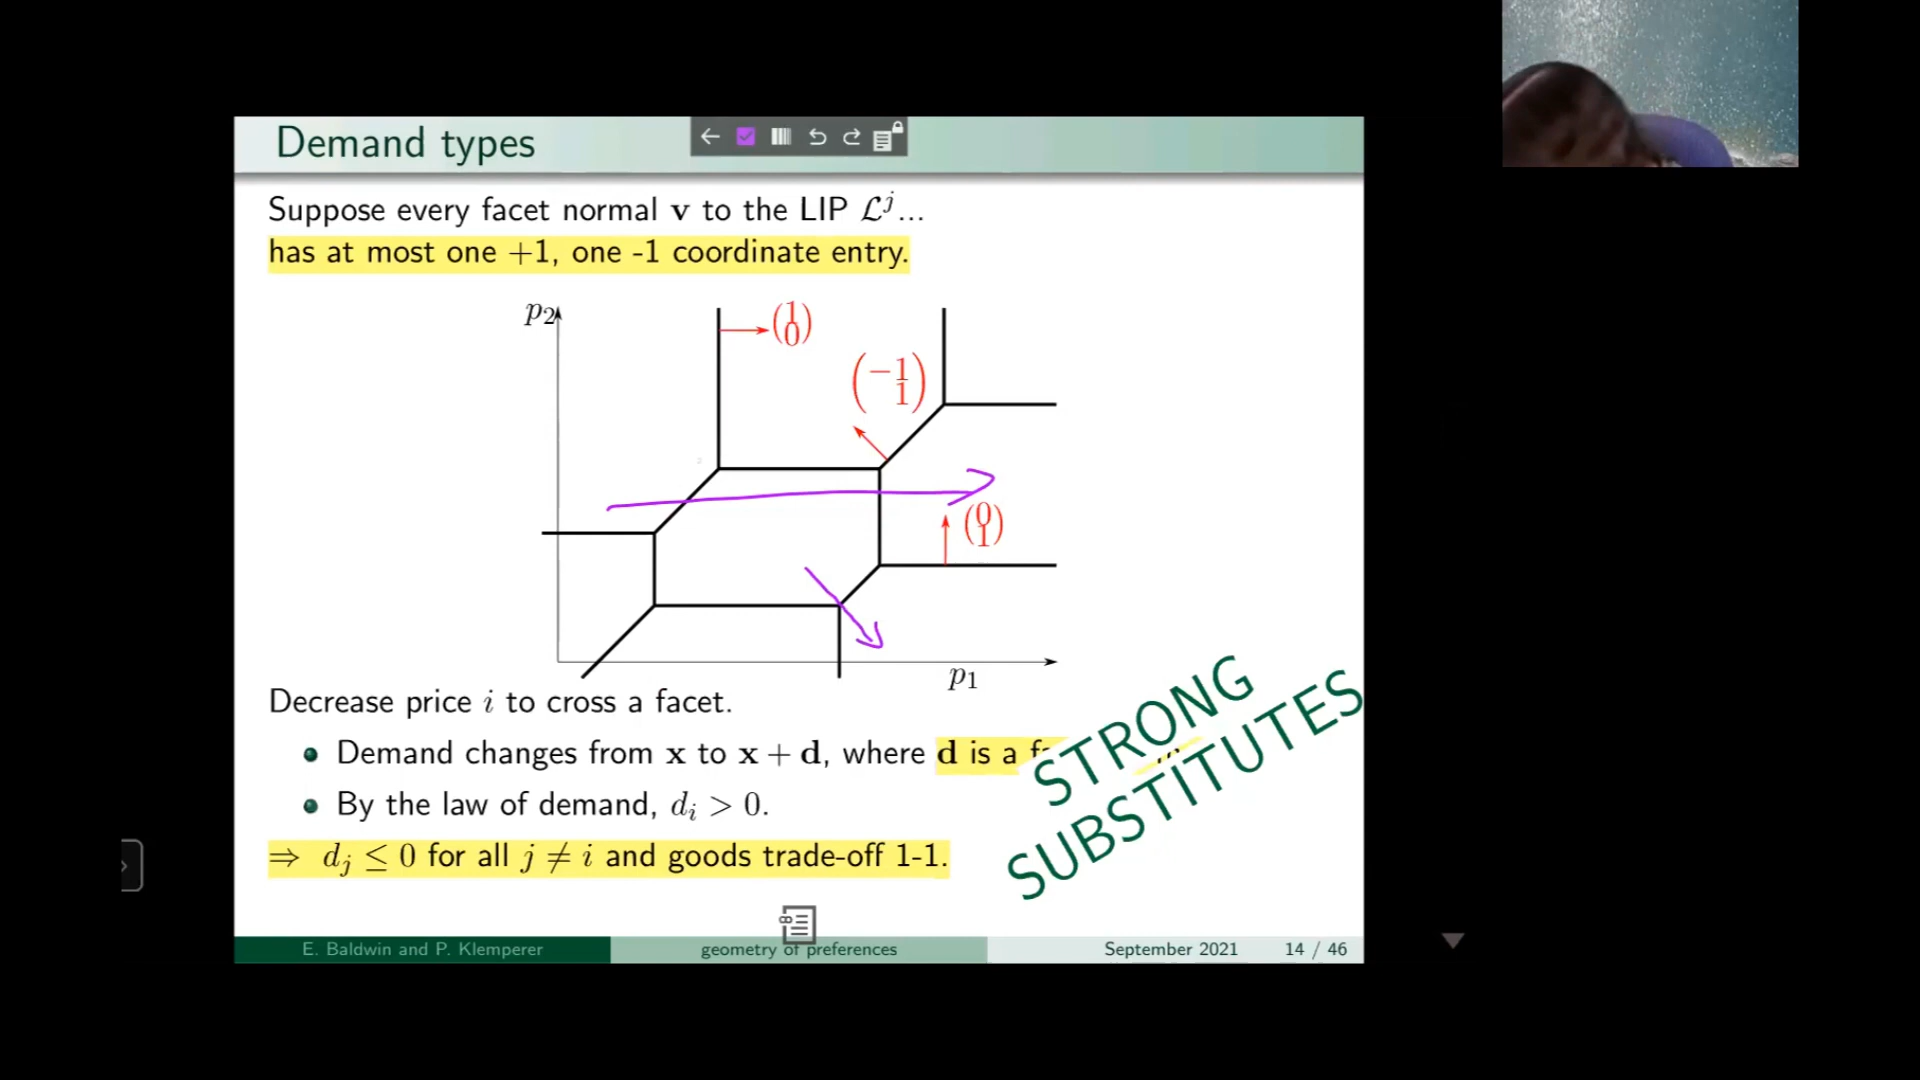 Demand types
Suppose every facet normal v to the LIP ℒʲ...
has at most one +1, one -1 coordinate entry.
p₂
(1 0)
(−1 1)
(0 1)
p₁
Decrease price i to cross a facet.
Demand changes from x to x + d, where d is a
By the law of demand, dᵢ > 0.
⇒ dⱼ ≤ 0 for all j ≠ i and goods trade-off 1-1.
STRONG
SUBSTITUTES
E. Baldwin and P. Klemperer
geometry of preferences
September 2021
14 / 46